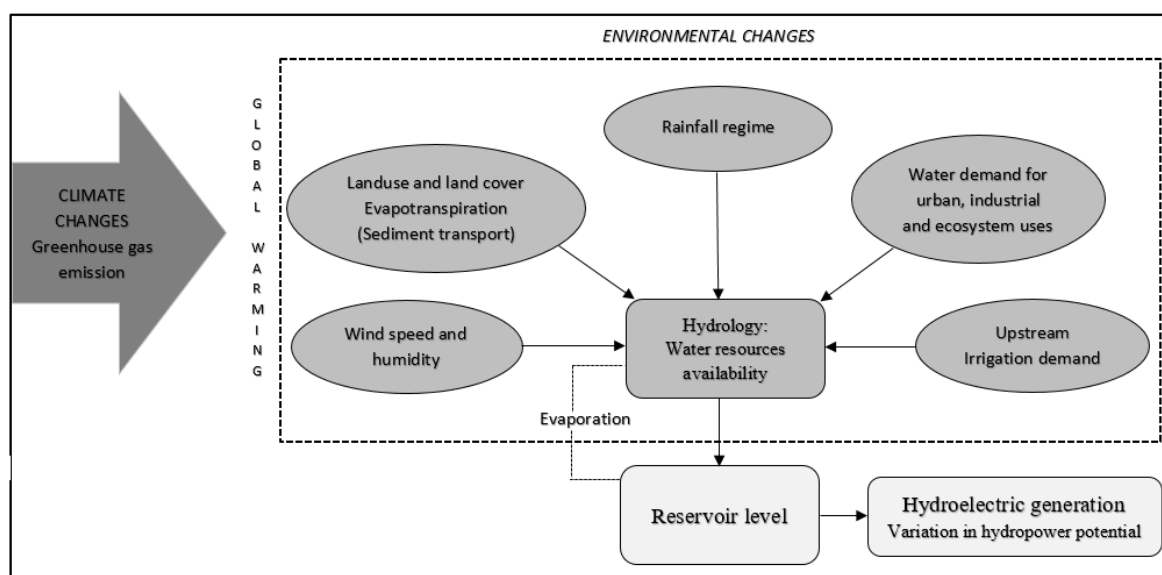 ENVIRONMENTAL CHANGES
CLIMATE
CHANGES
Greenhouse gas
emission
GLOBAL WARMING
Rainfall regime
Landuse and land cover
Evapotranspiration
(Sediment transport)
Water demand for
urban, industrial
and ecosystem uses
Wind speed and
humidity
Hydrology:
Water resources
availability
Upstream
Irrigation demand
Evaporation
Reservoir level
Hydroelectric generation
Variation in hydropower potential